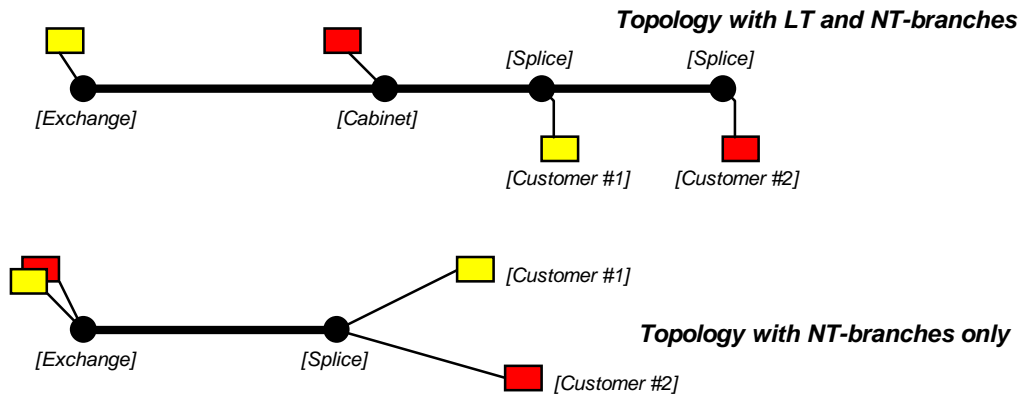 Topology with LT and NT-branches
[Splice]
[Splice]
[Exchange]
[Cabinet]
[Customer #1]
[Customer #2]
[Customer #1]
Topology with NT-branches only
[Exchange]
[Splice]
[Customer #2]